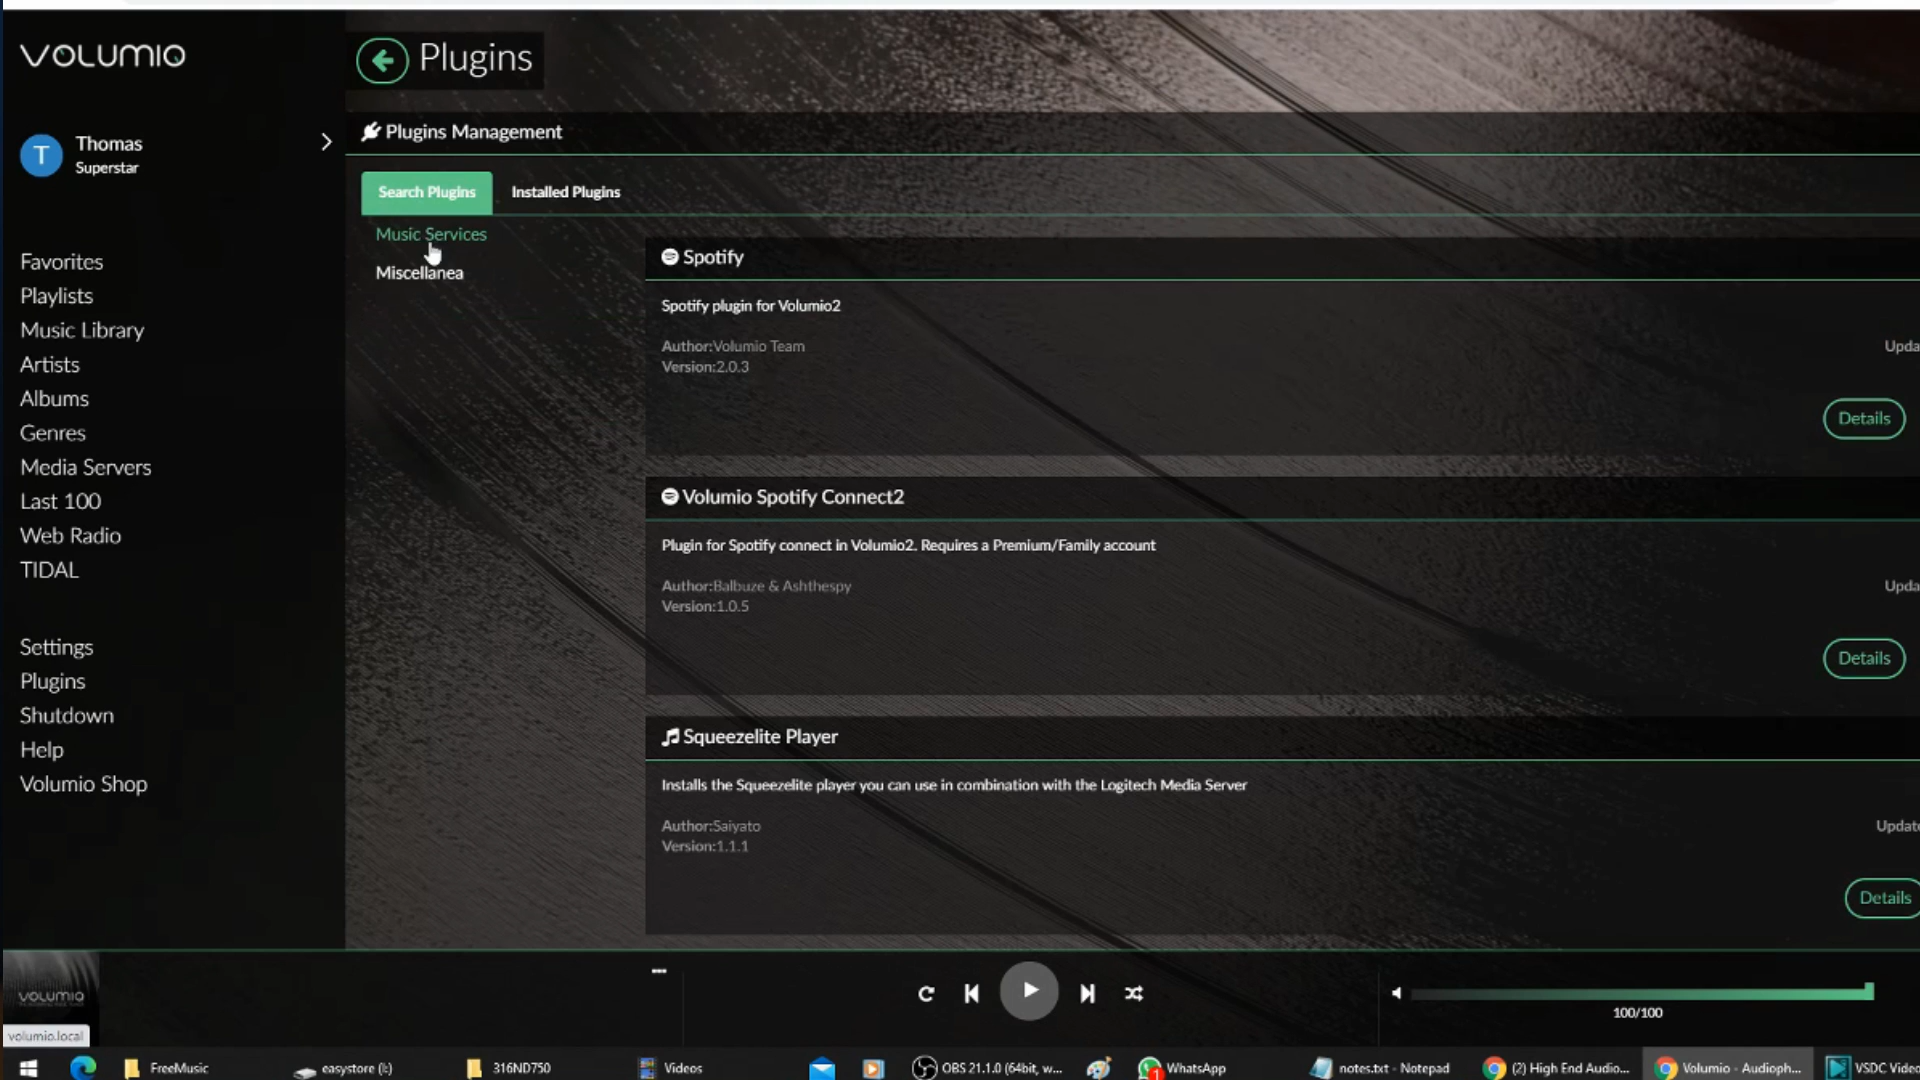 VOLUMIO
Plugins
T
Thomas
Superstar
Plugins Management
Search Plugins
Installed Plugins
Music Services
Miscellanea
Favorites
Playlists
Music Library
Artists
Albums
Genres
Media Servers
Last 100
Web Radio
TIDAL
Settings
Plugins
Shutdown
Help
Volumio Shop
Spotify
Spotify plugin for Volumio2
Author:Volumio Team
Version:2.0.3
Upda
Details
Volumio Spotify Connect2
Plugin for Spotify connect in Volumio2. Requires a Premium/Family account
Author:Balbuze & Ashthespy
Version:1.0.5
Upda
Details
Squeezelite Player
Installs the Squeezelite player you can use in combination with the Logitech Media Server
Author:Saiyato
Version:1.1.1
Update
Details
VOLUMIO
volumio.local
100/100
FreeMusic
easystore (I:)
316ND750
Videos
OBS 21.1.0 (64bit, w...
1
WhatsApp
notes.txt - Notepad
(2) High End Audio...
Volumio - Audioph...
VSDC Video